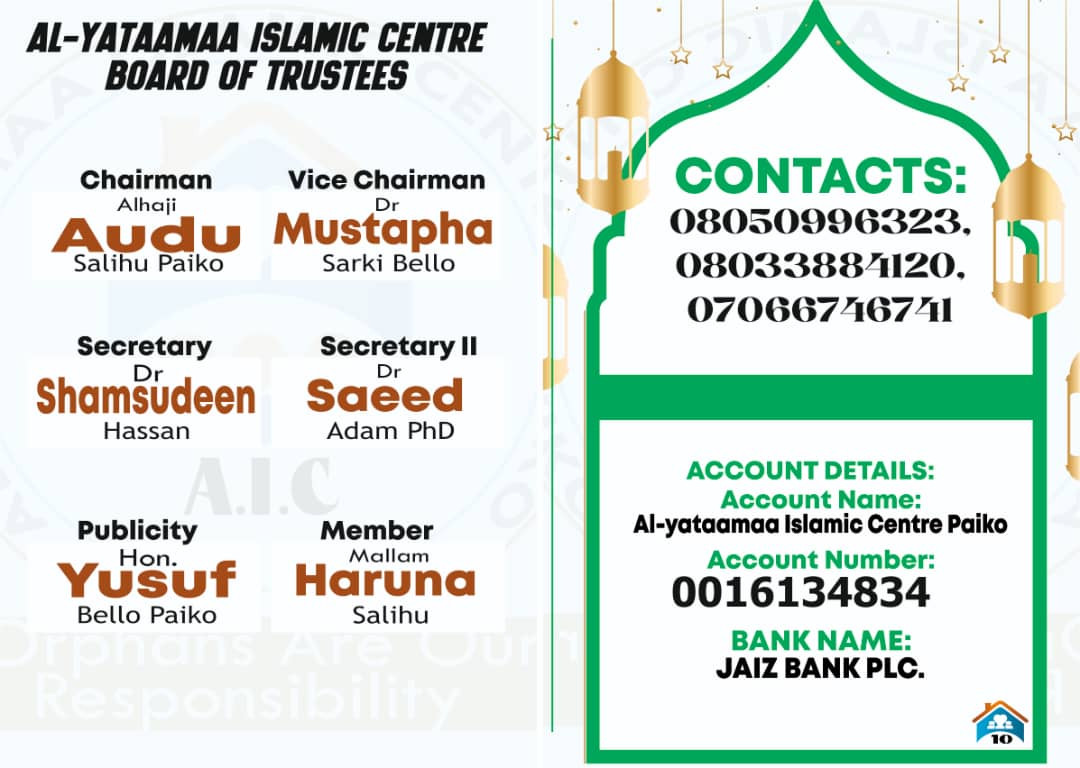 AL-YATAAMAA ISLAMIC CENTRE
BOARD OF TRUSTEES
Chairman
Alhaji
Audu
Salihu Paiko
Vice Chairman
Dr
Mustapha
Sarki Bello
Secretary
Dr
Shamsudeen
Hassan
Secretary II
Dr
Saeed
Adam PhD
A.I.C
Publicity
Hon.
Yusuf
Bello Paiko
Member
Mallam
Haruna
Salihu
Orphans Are Our
Responsibility
CONTACTS:
08050996323,
08033884120,
07066746741
ACCOUNT DETAILS:
Account Name:
Al-yataamaa Islamic Centre Paiko
Account Number:
0016134834
BANK NAME:
JAIZ BANK PLC.
10